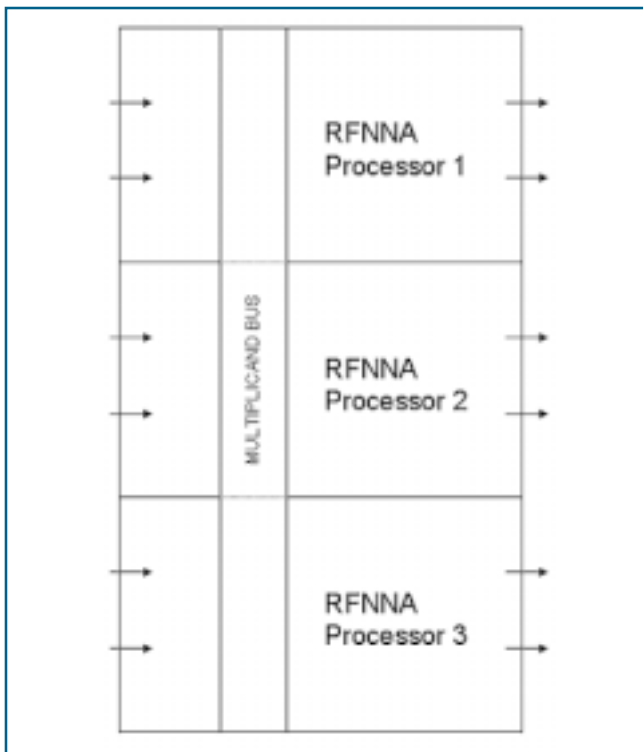 RFNNA
Processor 1
MULTIPLICAND BUS
RFNNA
Processor 2
RFNNA
Processor 3